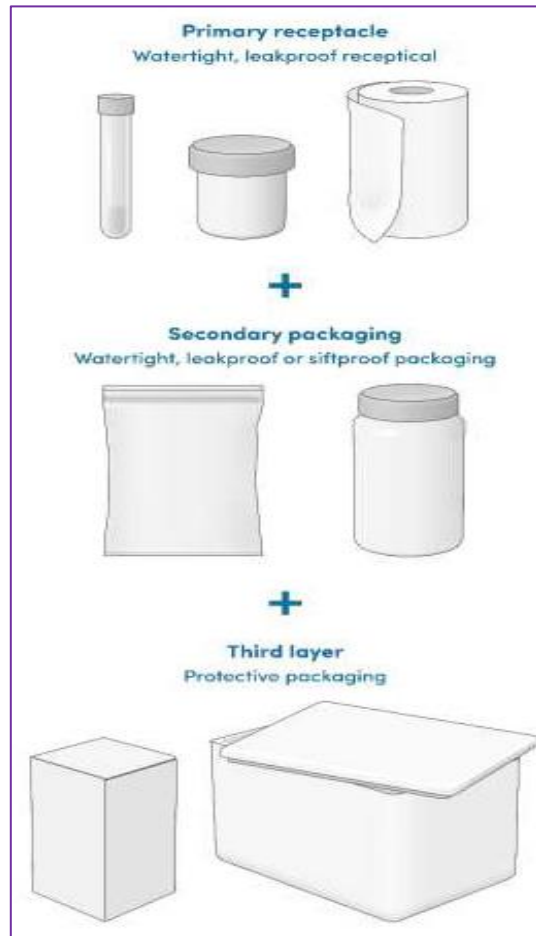 Primary receptacle
Watertight, leakproof receptical
+
Secondary packaging
Watertight, leakproof or siftproof packaging
+
Third layer
Protective packaging